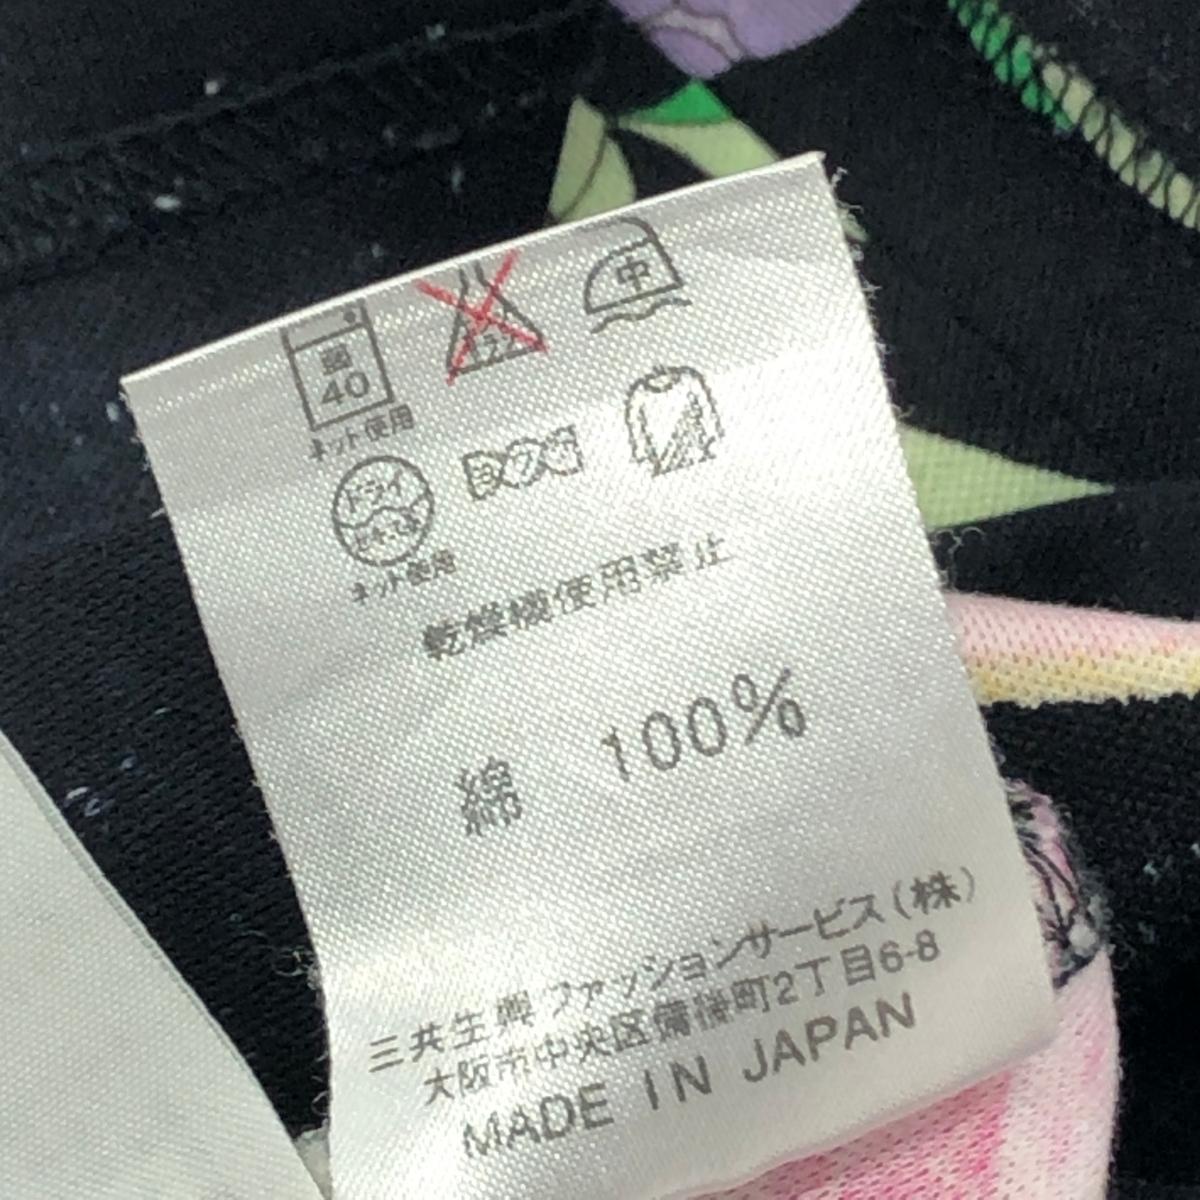 弱
40
中
ネット使用
ドライ
ネット使用
乾燥機使用禁止
綿 100%
三共生興ファッションサービス(株)
大阪市中央区備後町2丁目6-8
MADE IN JAPAN